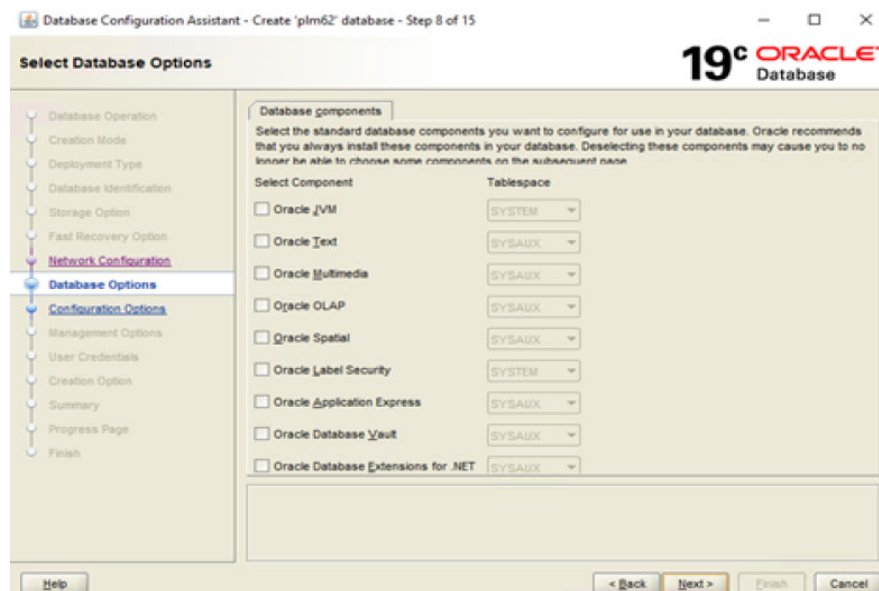 Database Configuration Assistant - Create 'plm62' database - Step 8 of 15
Select Database Options
19c ORACLE
Database
Database Operation
Creation Mode
Deployment Type
Database Identification
Storage Option
Fast Recovery Option
Network Configuration
Database Options
Configuration Options
Management Options
User Credentials
Creation Option
Summary
Progress Page
Finish
Database components
Select the standard database components you want to configure for use in your database. Oracle recommends
that you always install these components in your database. Deselecting these components may cause you to no
longer be able to choose some components on the subsequent page
Select Component Tablespace
Oracle JVM SYSTEM
Oracle Text SYSAUX
Oracle Multimedia SYSAUX
Oracle OLAP SYSAUX
Oracle Spatial SYSAUX
Oracle Label Security SYSTEM
Oracle Application Express SYSAUX
Oracle Database Vault SYSAUX
Oracle Database Extensions for .NET SYSAUX
Help < Back Next > Finish Cancel